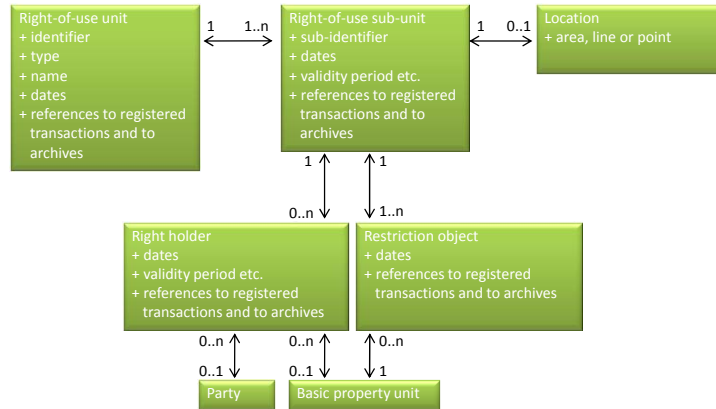 Right-of-use unit
+ identifier
+ type
+ name
+ dates
+ references to registered
transactions and to
archives
1
1..n
Right-of-use sub-unit
+ sub-identifier
+ dates
+ validity period etc.
+ references to registered
transactions and to
archives
1
0..1
Location
+ area, line or point
1
0..n
1
1..n
Right holder
+ dates
+ validity period etc.
+ references to registered
transactions and to archives
Restriction object
+ dates
+ references to registered
transactions and to archives
0..n
0..1
0..n
0..1
0..n
1
Party
Basic property unit